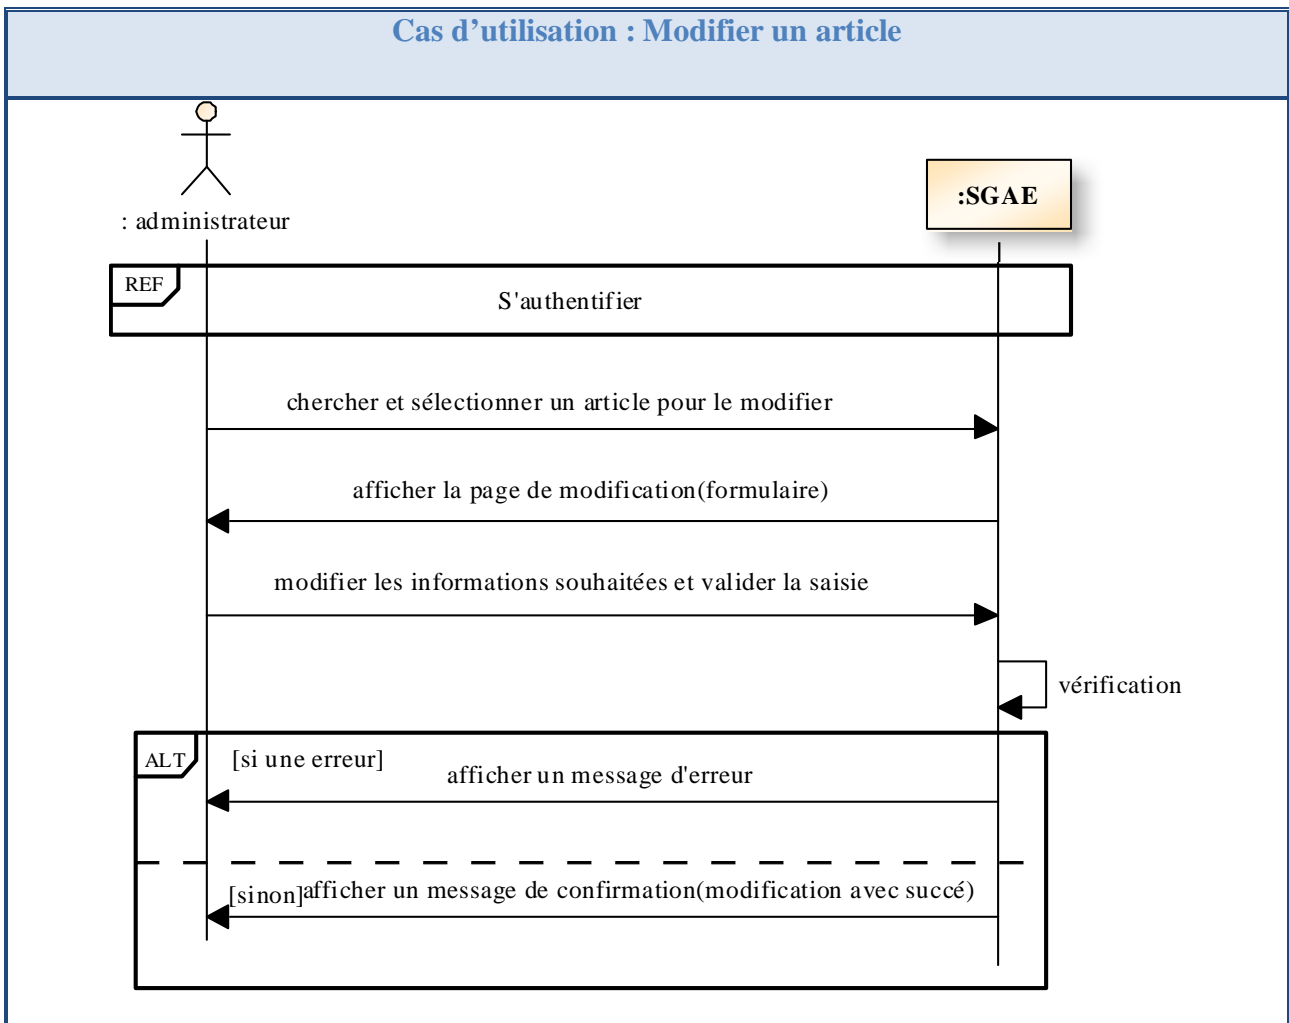 Cas d’utilisation : Modifier un article
: administrateur
:SGAE
REF
S'authentifier
chercher et sélectionner un article pour le modifier
afficher la page de modification(formulaire)
modifier les informations souhaitées et valider la saisie
vérification
ALT
[si une erreur]
afficher un message d'erreur
[sinon]
afficher un message de confirmation(modification avec succé)